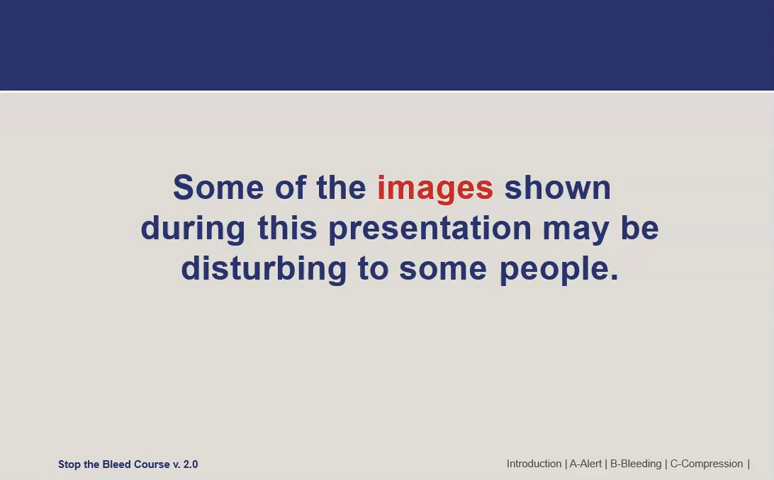 Some of the images shown
during this presentation may be
disturbing to some people.
Stop the Bleed Course v. 2.0
Introduction | A-Alert | B-Bleeding | C-Compression |